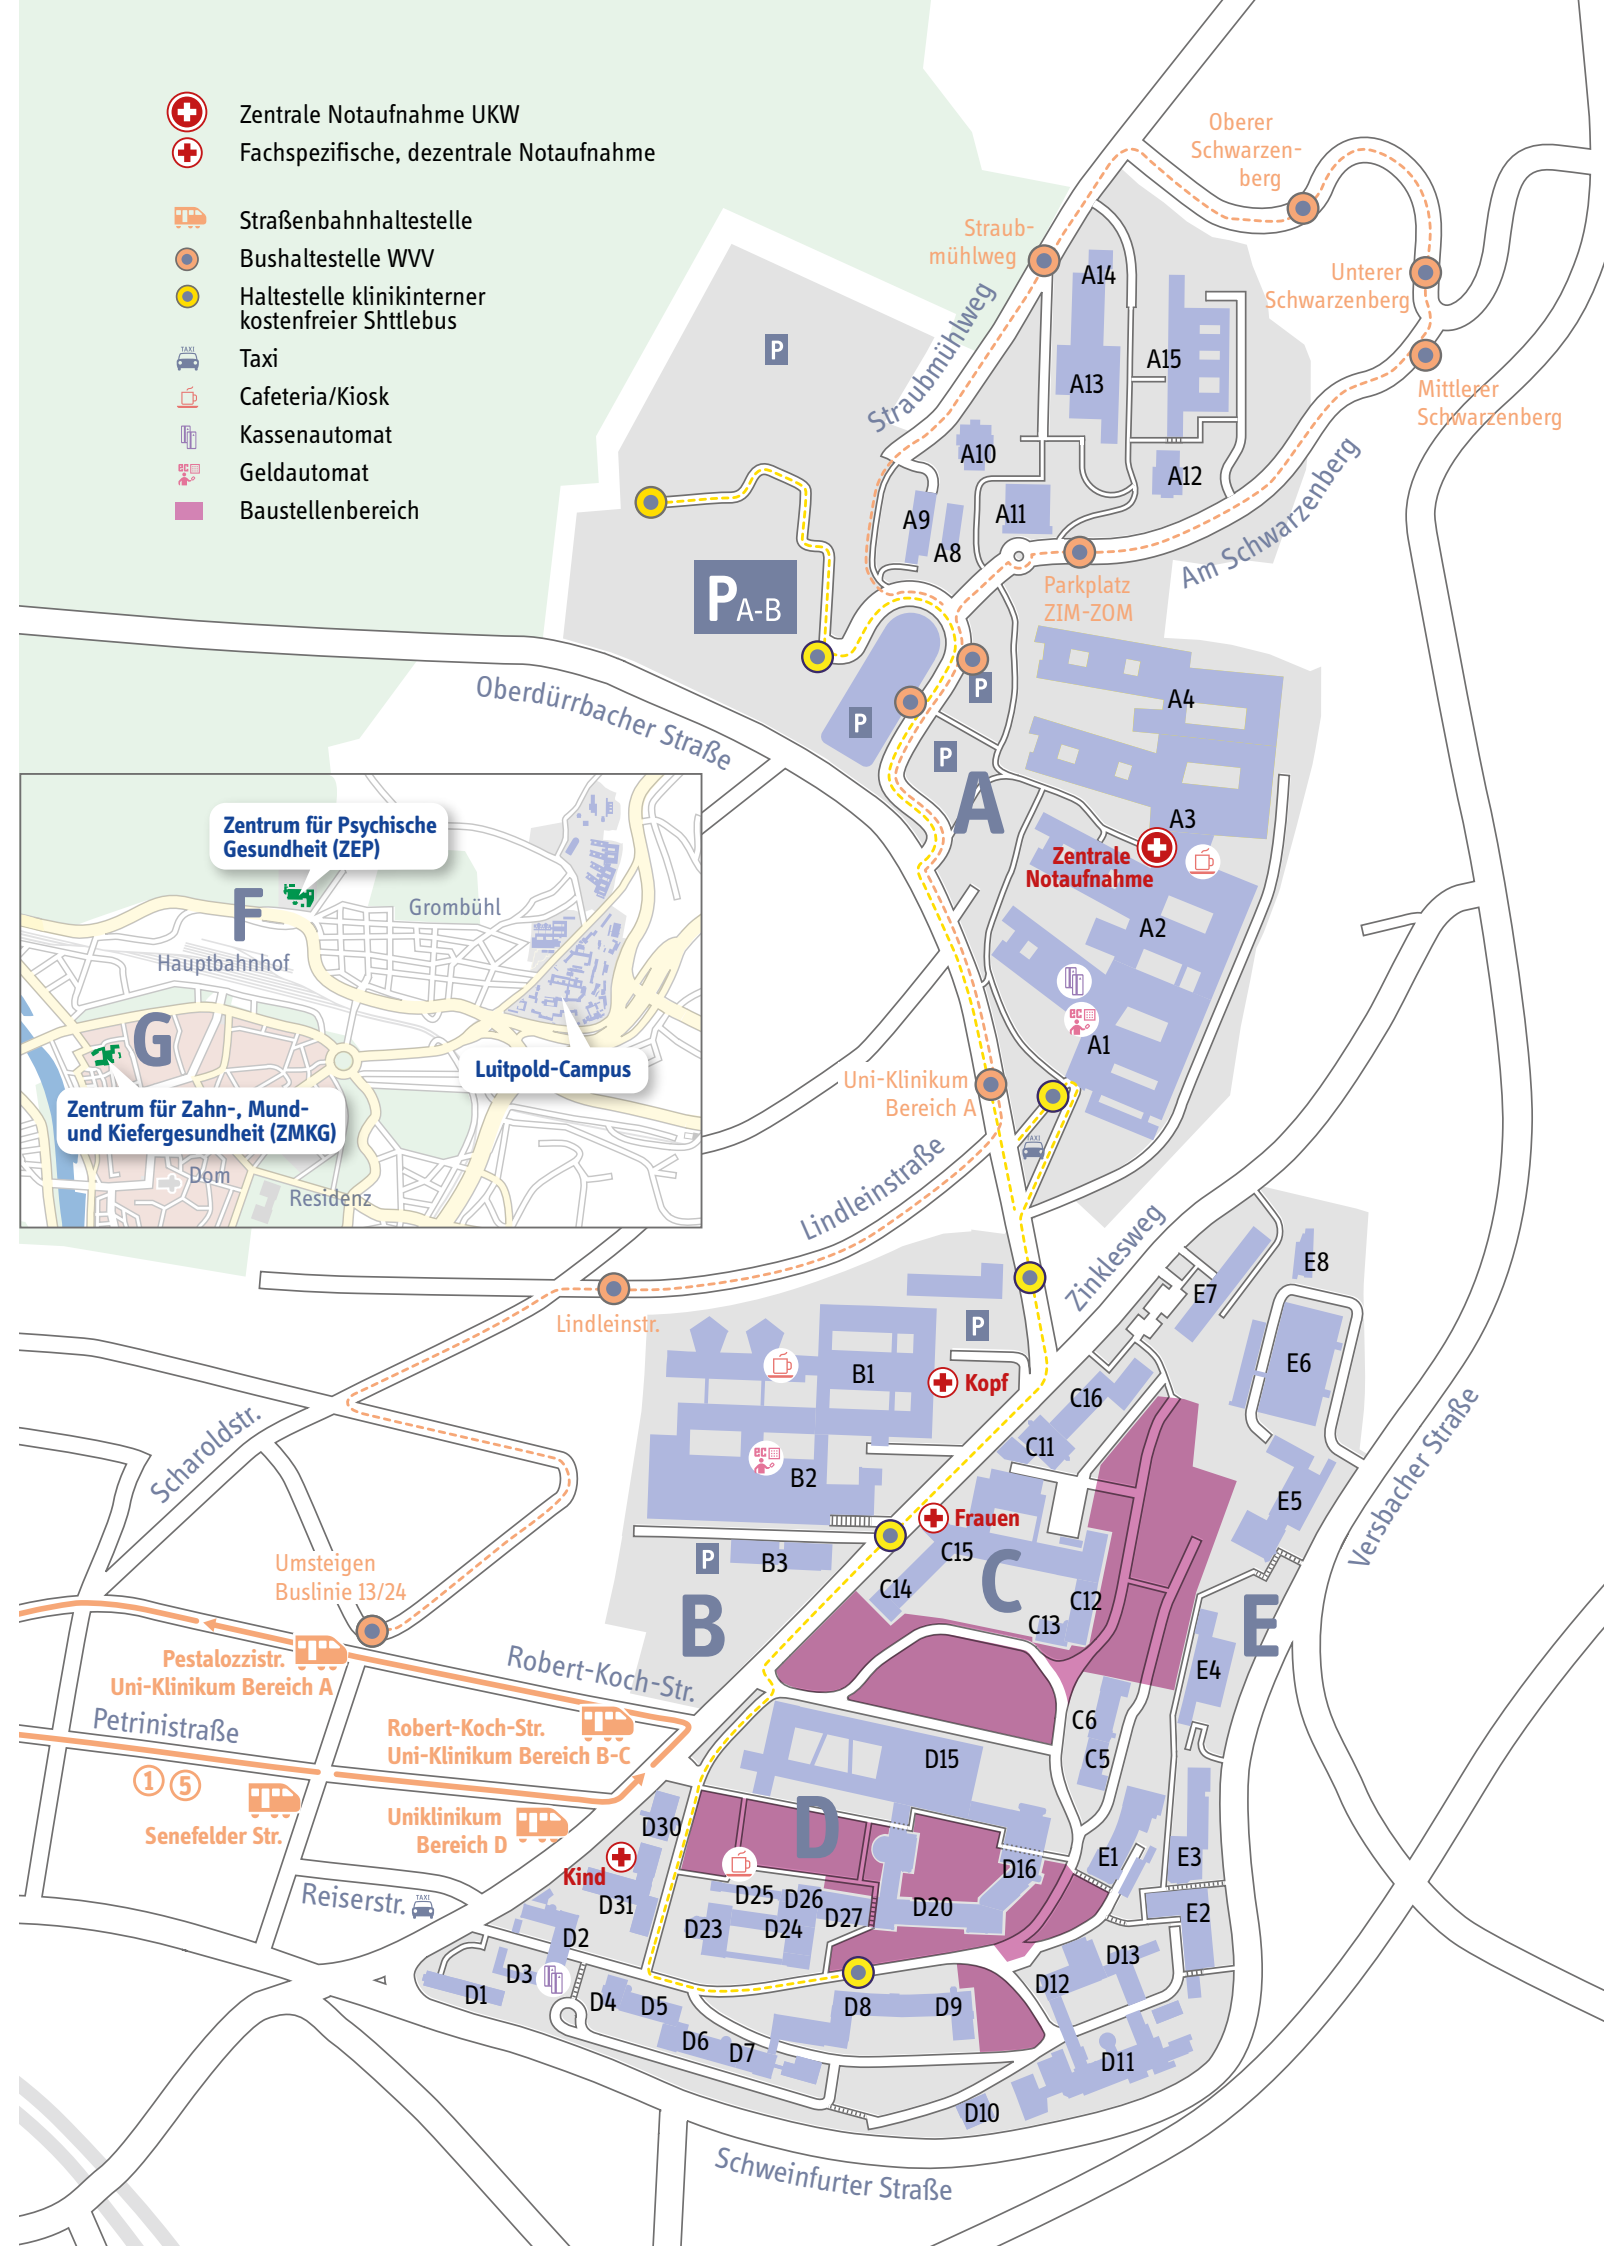 Zentrale Notaufnahme UKW
Fachspezifische, dezentrale Notaufnahme
Straßenbahnhaltestelle
Bushaltestelle WVV
Haltestelle klinikinterner
kostenfreier Shttlebus
TAXI
Taxi
Cafeteria/Kiosk
Kassenautomat
ec
Geldautomat
Baustellenbereich
Oberer
Schwarzen-
berg
Straub-
mühlweg
Unterer
Schwarzenberg
Mittlerer
Schwarzenberg
Straubmühlweg
Am Schwarzenberg
A14
A15
A13
A10
A12
A9
A11
A8
P
PA-B
Parkplatz
ZIM-ZOM
P
P
P
Oberdürrbacher Straße
A
A4
A3
Zentrale
Notaufnahme
A2
ec
A1
Uni-Klinikum
Bereich A
TAXI
Zentrum für Psychische
Gesundheit (ZEP)
F
Grombühl
Hauptbahnhof
G
Luitpold-Campus
Zentrum für Zahn-, Mund-
und Kiefergesundheit (ZMKG)
Dom
Residenz
Lindleinstraße
Zinklesweg
Lindleinstr.
Scharoldstr.
P
B1
Kopf
ec
B2
P
B3
B
E7
E8
E6
E5
Versbacher Straße
C16
C11
Frauen
C15
C
C14
C12
C13
E
E4
C6
C5
Umsteigen
Buslinie 13/24
Pestalozzistr.
Uni-Klinikum Bereich A
Robert-Koch-Str.
Petrinistraße
Robert-Koch-Str.
Uni-Klinikum Bereich B-C
1
5
Senefelder Str.
Uniklinikum
Bereich D
Reiserstr.
TAXI
D15
D
D30
Kind
D31
D25
D26
D27
D23
D24
D20
D16
E1
E3
E2
D2
D3
D1
D4
D5
D6
D7
D8
D9
D12
D13
D11
D10
Schweinfurter Straße